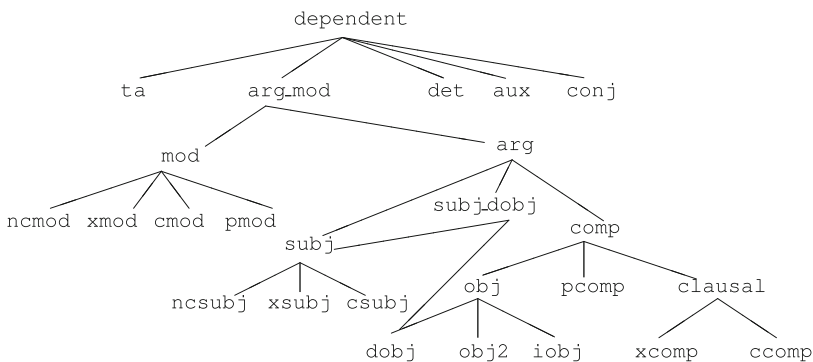 dependent
ta arg_mod det aux conj
mod arg
ncmod xmod cmod pmod subj_dobj
subj comp
ncsubj xsubj csubj obj pcomp clausal
dobj obj2 iobj xcomp ccomp